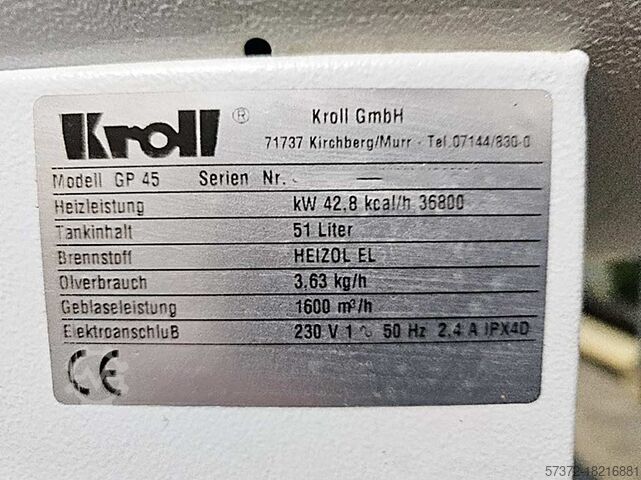 Kroll ® Kroll GmbH
71737 Kirchberg/Murr · Tel.07144/830-0
Modell GP 45 Serien Nr. —
Heizleistung kW 42,8 kcal/h 36800
Tankinhalt 51 Liter
Brennstoff HEIZÖL EL
Ölverbrauch 3,63 kg/h
Gebläseleistung 1600 m³/h
Elektroanschluß 230 V 1 ~ 50 Hz 2,4 A IPX4D
CE
57372-18216881